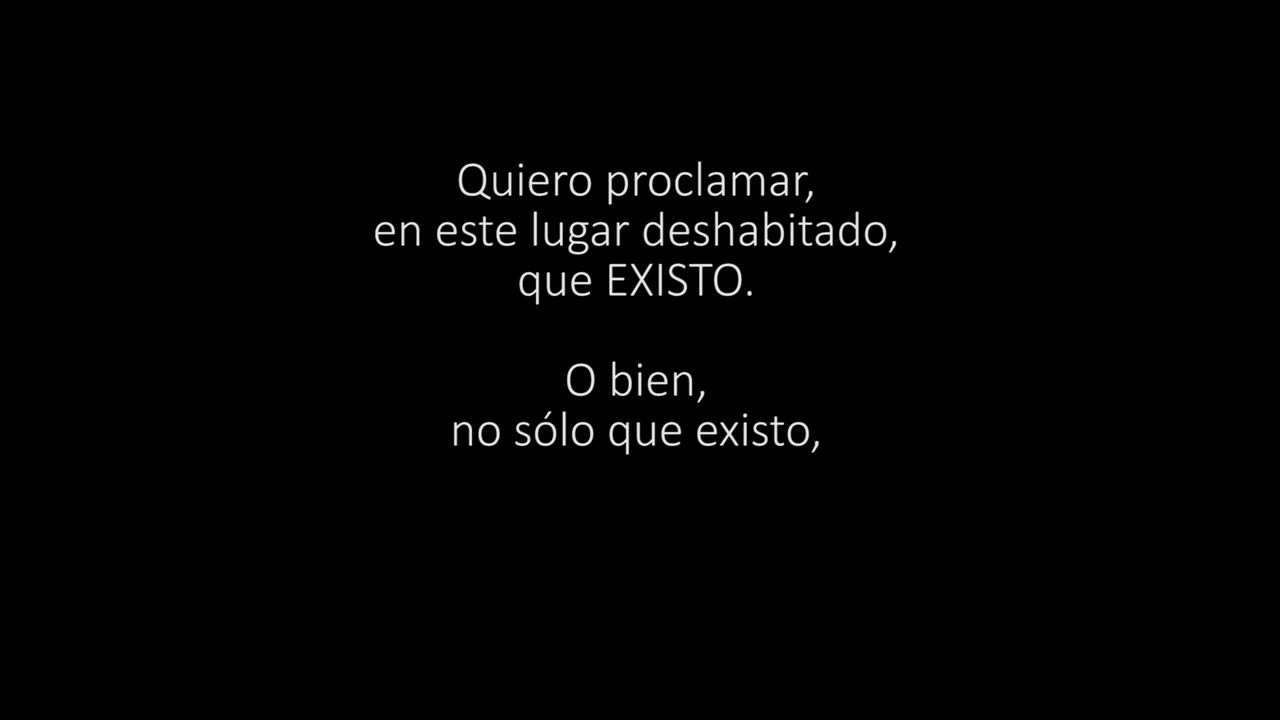 Quiero proclamar,
en este lugar deshabitado,
que EXISTO.
O bien,
no sólo que existo,